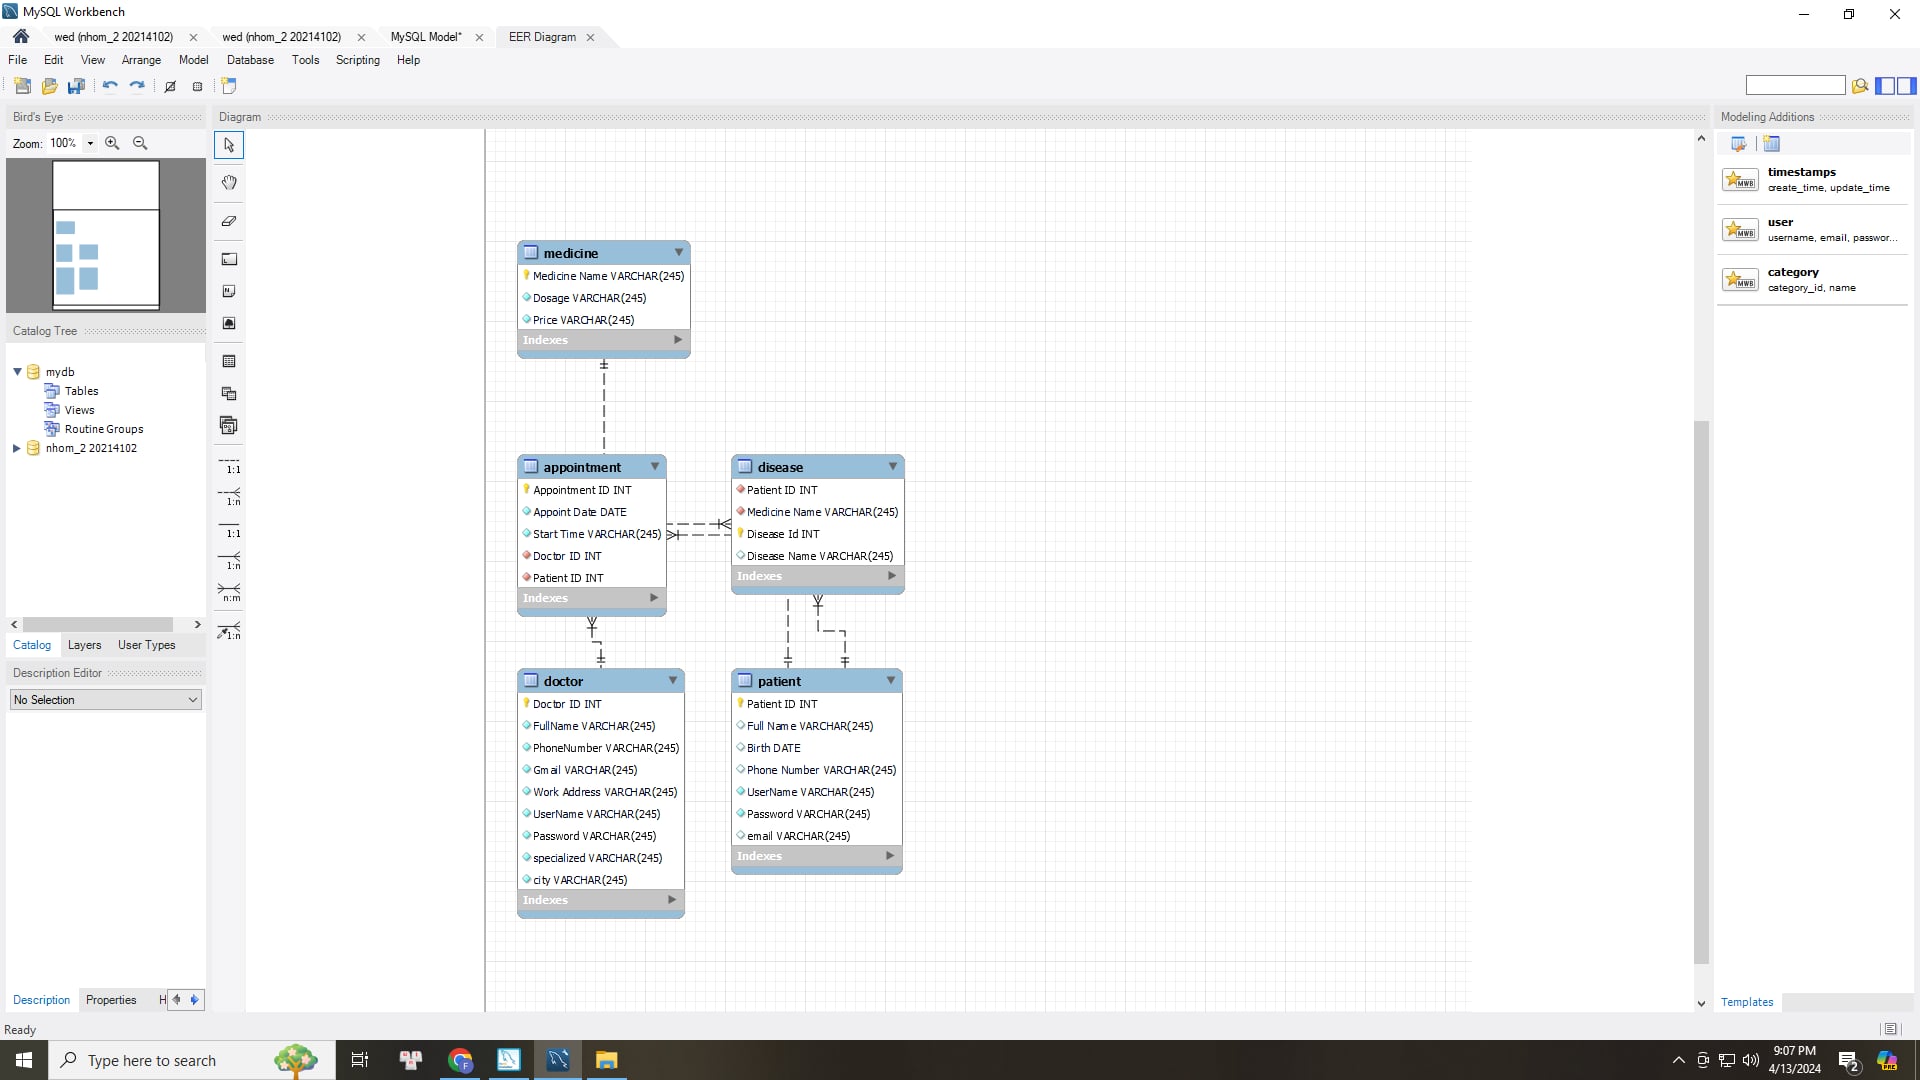 MySQL Workbench
wed (nhom_2 20214102)
wed (nhom_2 20214102)
MySQL Model*
EER Diagram
File Edit View Arrange Model Database Tools Scripting Help
Bird's Eye
Zoom: 100%
Catalog Tree
mydb
Tables
Views
Routine Groups
nhom_2 20214102
Catalog Layers User Types
Description Editor
No Selection
Description Properties H
Ready
Diagram
1:1
1:n
1:1
1:n
n:m
1:n
medicine
Medicine Name VARCHAR(245)
Dosage VARCHAR(245)
Price VARCHAR(245)
Indexes
appointment
Appointment ID INT
Appoint Date DATE
Start Time VARCHAR(245)
Doctor ID INT
Patient ID INT
Indexes
disease
Patient ID INT
Medicine Name VARCHAR(245)
Disease Id INT
Disease Name VARCHAR(245)
Indexes
doctor
Doctor ID INT
FullName VARCHAR(245)
PhoneNumber VARCHAR(245)
Gmail VARCHAR(245)
Work Address VARCHAR(245)
UserName VARCHAR(245)
Password VARCHAR(245)
specialized VARCHAR(245)
city VARCHAR(245)
Indexes
patient
Patient ID INT
Full Name VARCHAR(245)
Birth DATE
Phone Number VARCHAR(245)
UserName VARCHAR(245)
Password VARCHAR(245)
email VARCHAR(245)
Indexes
Modeling Additions
MWB
timestamps
create_time, update_time
MWB
user
username, email, passwor...
MWB
category
category_id, name
Templates
Type here to search
9:07 PM
4/13/2024
2
PRE